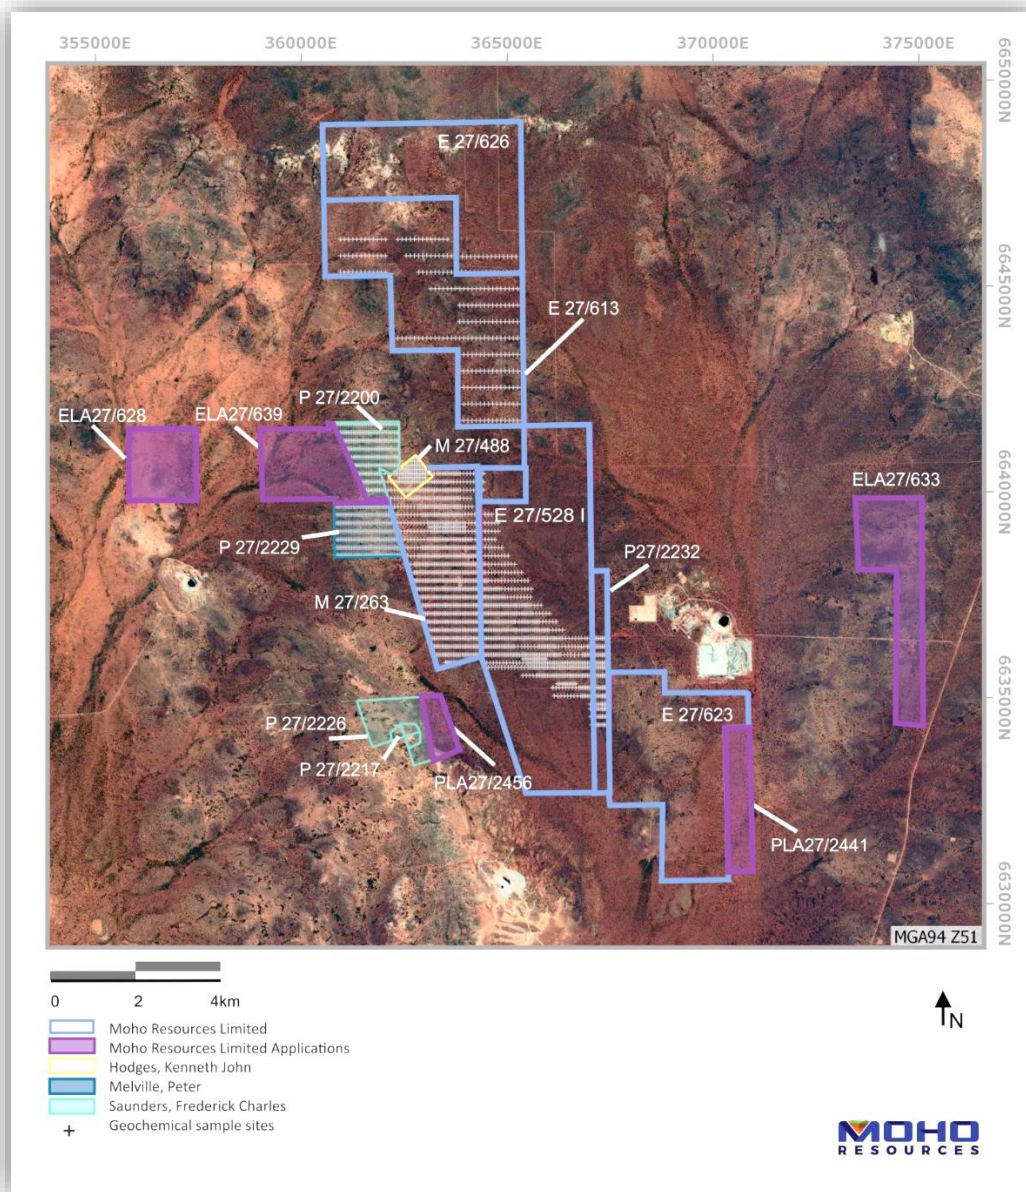 355000E 360000E 365000E 370000E 375000E
6650000N
E 27/626
6645000N
E 27/613
P 27/2200
ELA27/628
ELA27/639
M 27/488
6640000N
ELA27/633
E 27/528 I
P 27/2229
P27/2232
M 27/263
6635000N
P 27/2226
E 27/623
P 27/2217
PLA27/2456
PLA27/2441
6630000N
MGA94 Z51
0 2 4km
N
Moho Resources Limited
Moho Resources Limited Applications
Hodges, Kenneth John
Melville, Peter
Saunders, Frederick Charles
Geochemical sample sites
MOHO
RESOURCES